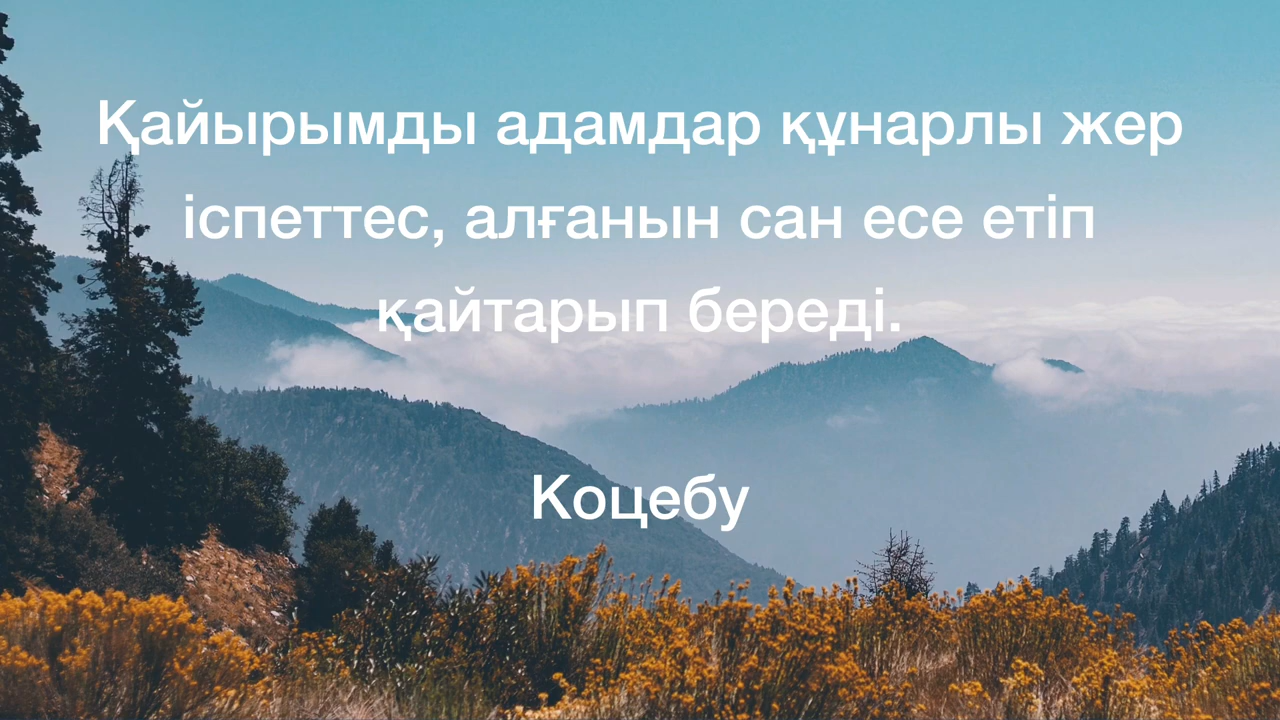 Қайырымды адамдар құнарлы жер
іспеттес, алғанын сан есе етіп
қайтарып береді.
Коцебу